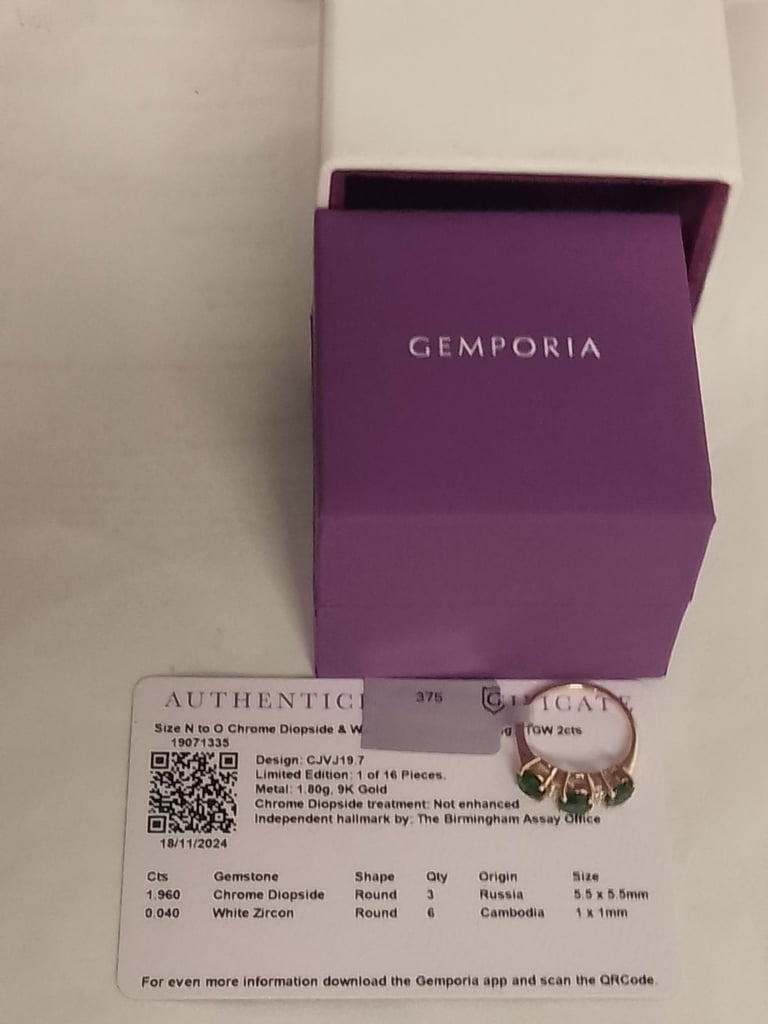 GEMPORIA
AUTHENTICI 375 IFICATE
Size N to O Chrome Diopside & W TGW 2cts
19071335
Design: CJVJ19.7
Limited Edition: 1 of 16 Pieces.
Metal: 1.80g, 9K Gold
Chrome Diopside treatment: Not enhanced
Independent hallmark by: The Birmingham Assay Office
18/11/2024
Cts Gemstone Shape Qty Origin Size
1.960 Chrome Diopside Round 3 Russia 5.5 x 5.5mm
0.040 White Zircon Round 6 Cambodia 1 x 1mm
For even more information download the Gemporia app and scan the QRCode.